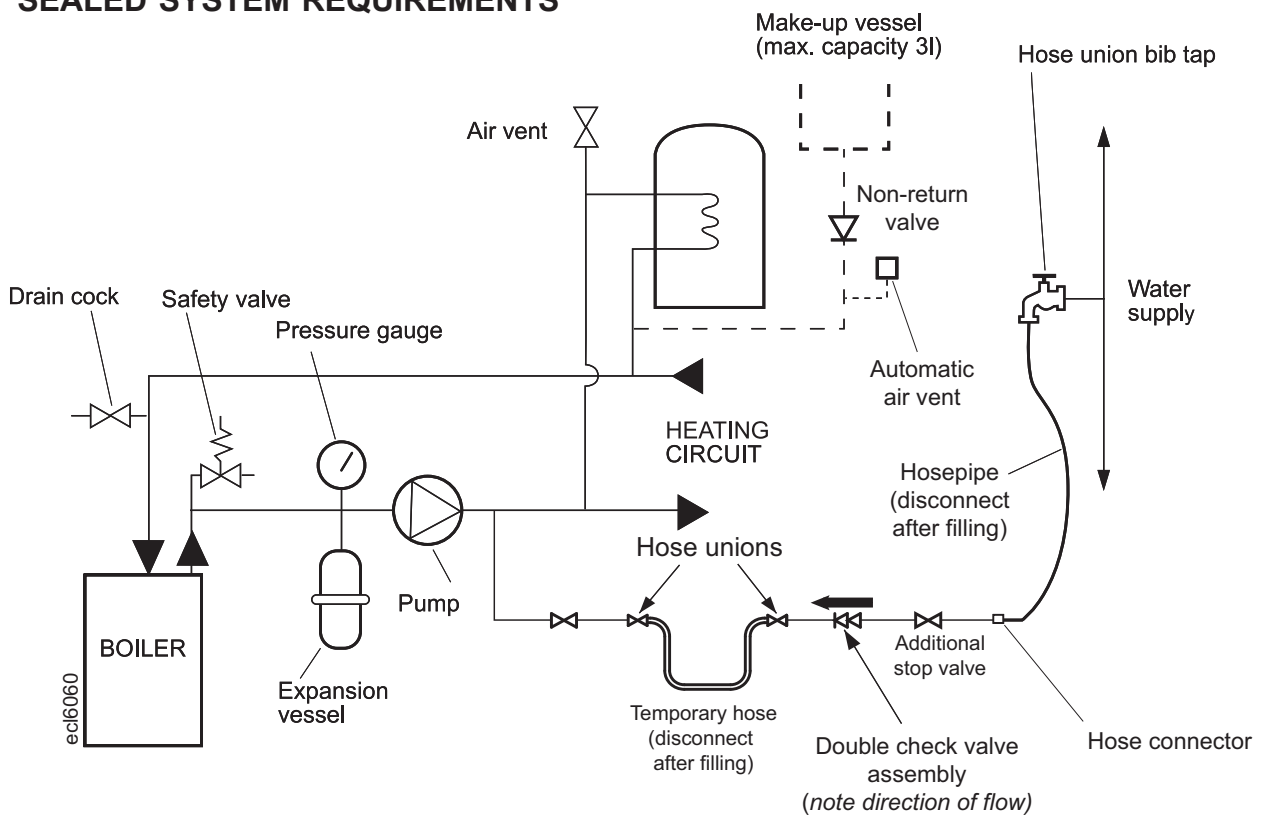 SEALED SYSTEM REQUIREMENTS
Make-up vessel
(max. capacity 3l)
Hose union bib tap
Air vent
Non-return
valve
Drain cock
Safety valve
Pressure gauge
Water
supply
Automatic
air vent
HEATING
CIRCUIT
Hosepipe
(disconnect
after filling)
Hose unions
Pump
BOILER
Additional
stop valve
Expansion
vessel
ecl6060
Temporary hose
(disconnect
after filling)
Double check valve
assembly
(note direction of flow)
Hose connector